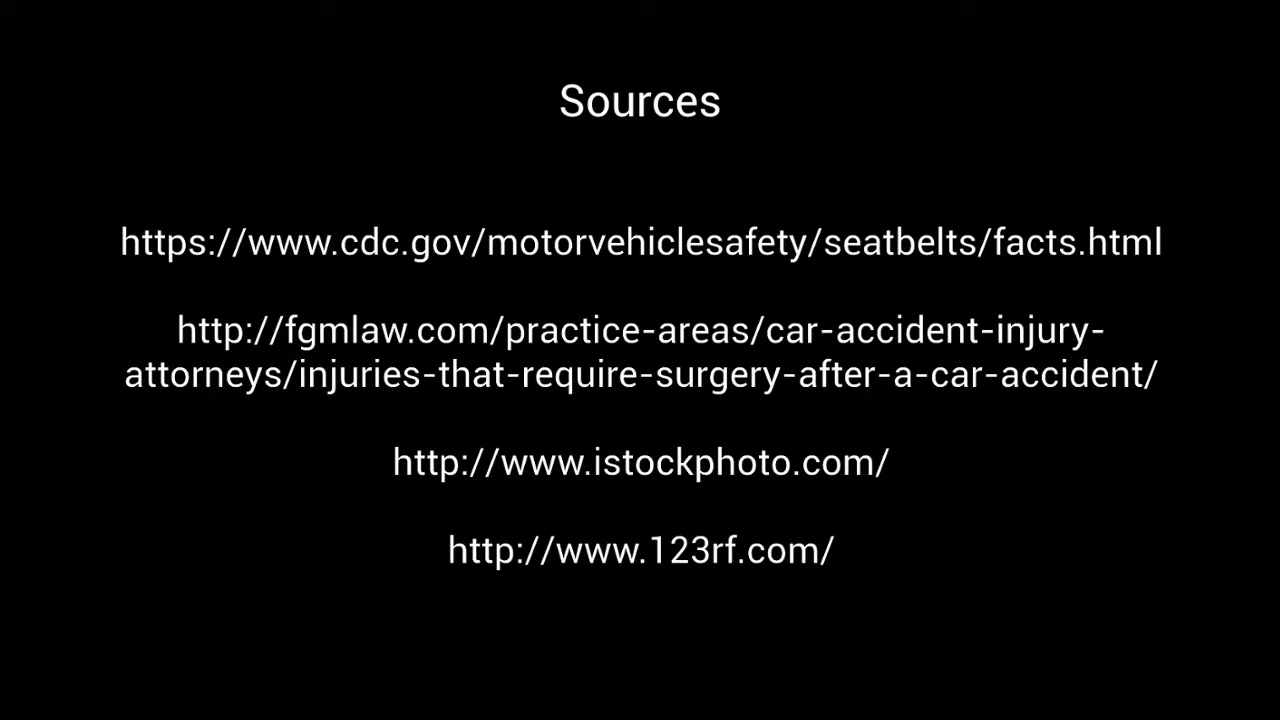 Sources
https://www.cdc.gov/motorvehiclesafety/seatbelts/facts.html
http://fgmlaw.com/practice-areas/car-accident-injury-
attorneys/injuries-that-require-surgery-after-a-car-accident/
http://www.istockphoto.com/
http://www.123rf.com/